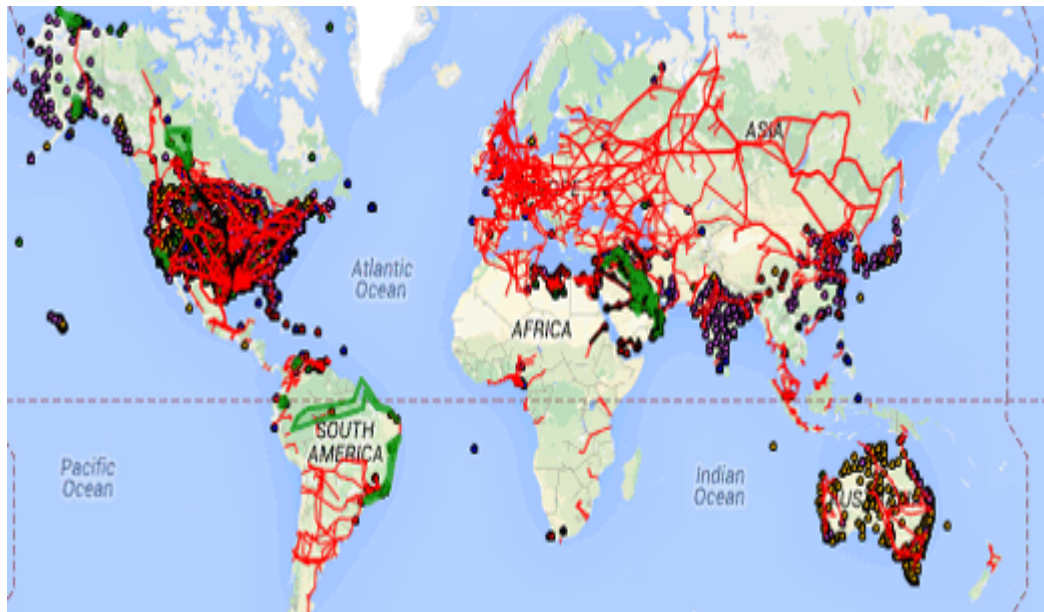 ASIA
Atlantic
Ocean
AFRICA
SOUTH
AMERICA
Pacific
Ocean
Indian
Ocean